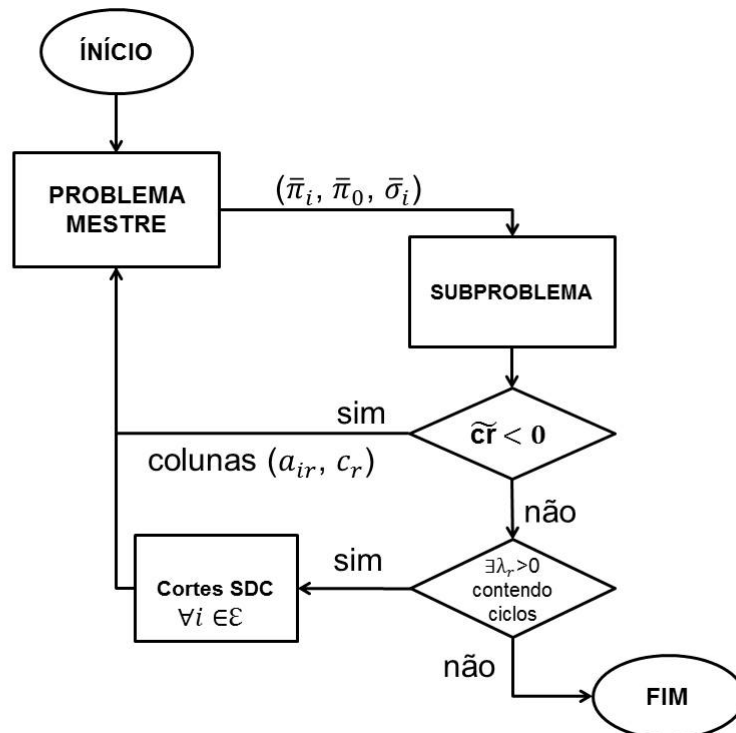 ÍNÍCIO
PROBLEMA
MESTRE
(π̄ᵢ, π̄₀, σ̄ᵢ)
SUBPROBLEMA
c̃r < 0
sim
colunas (aᵢᵣ, cᵣ)
não
∃λᵣ>0
contendo
ciclos
sim
Cortes SDC
∀i ∈Ɛ
não
FIM